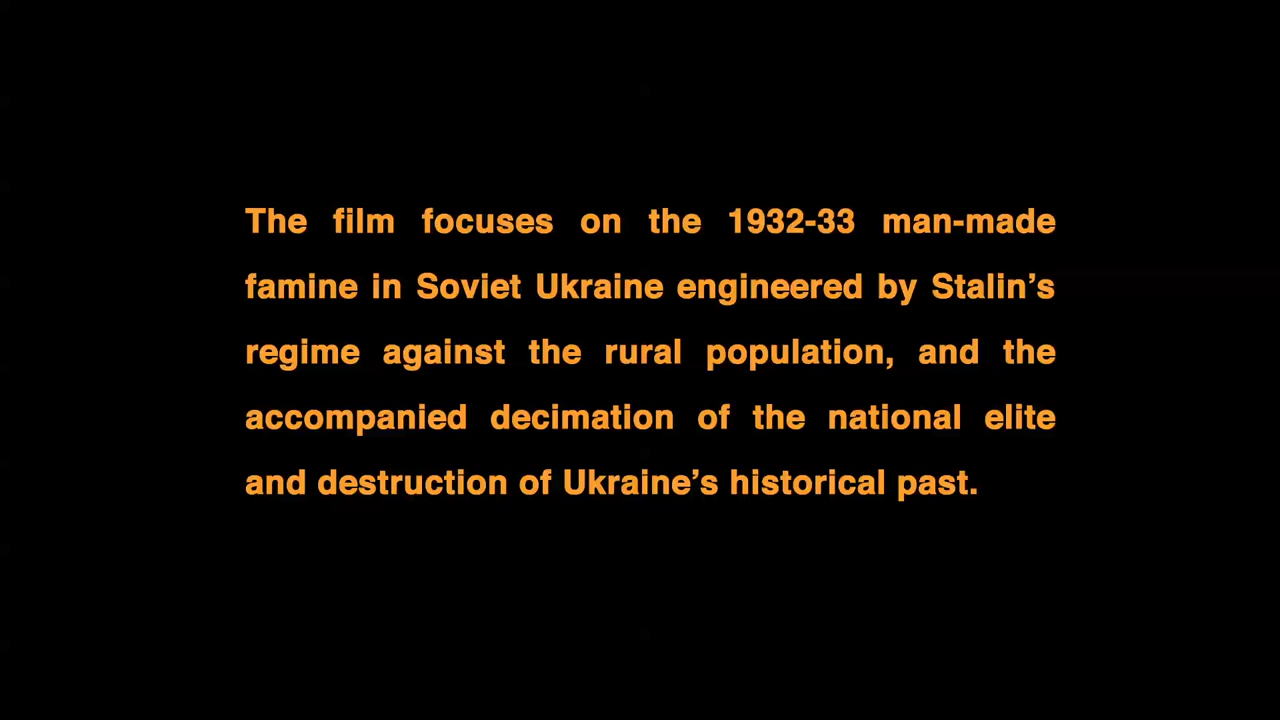 The film focuses on the 1932-33 man-made
famine in Soviet Ukraine engineered by Stalin’s
regime against the rural population, and the
accompanied decimation of the national elite
and destruction of Ukraine’s historical past.